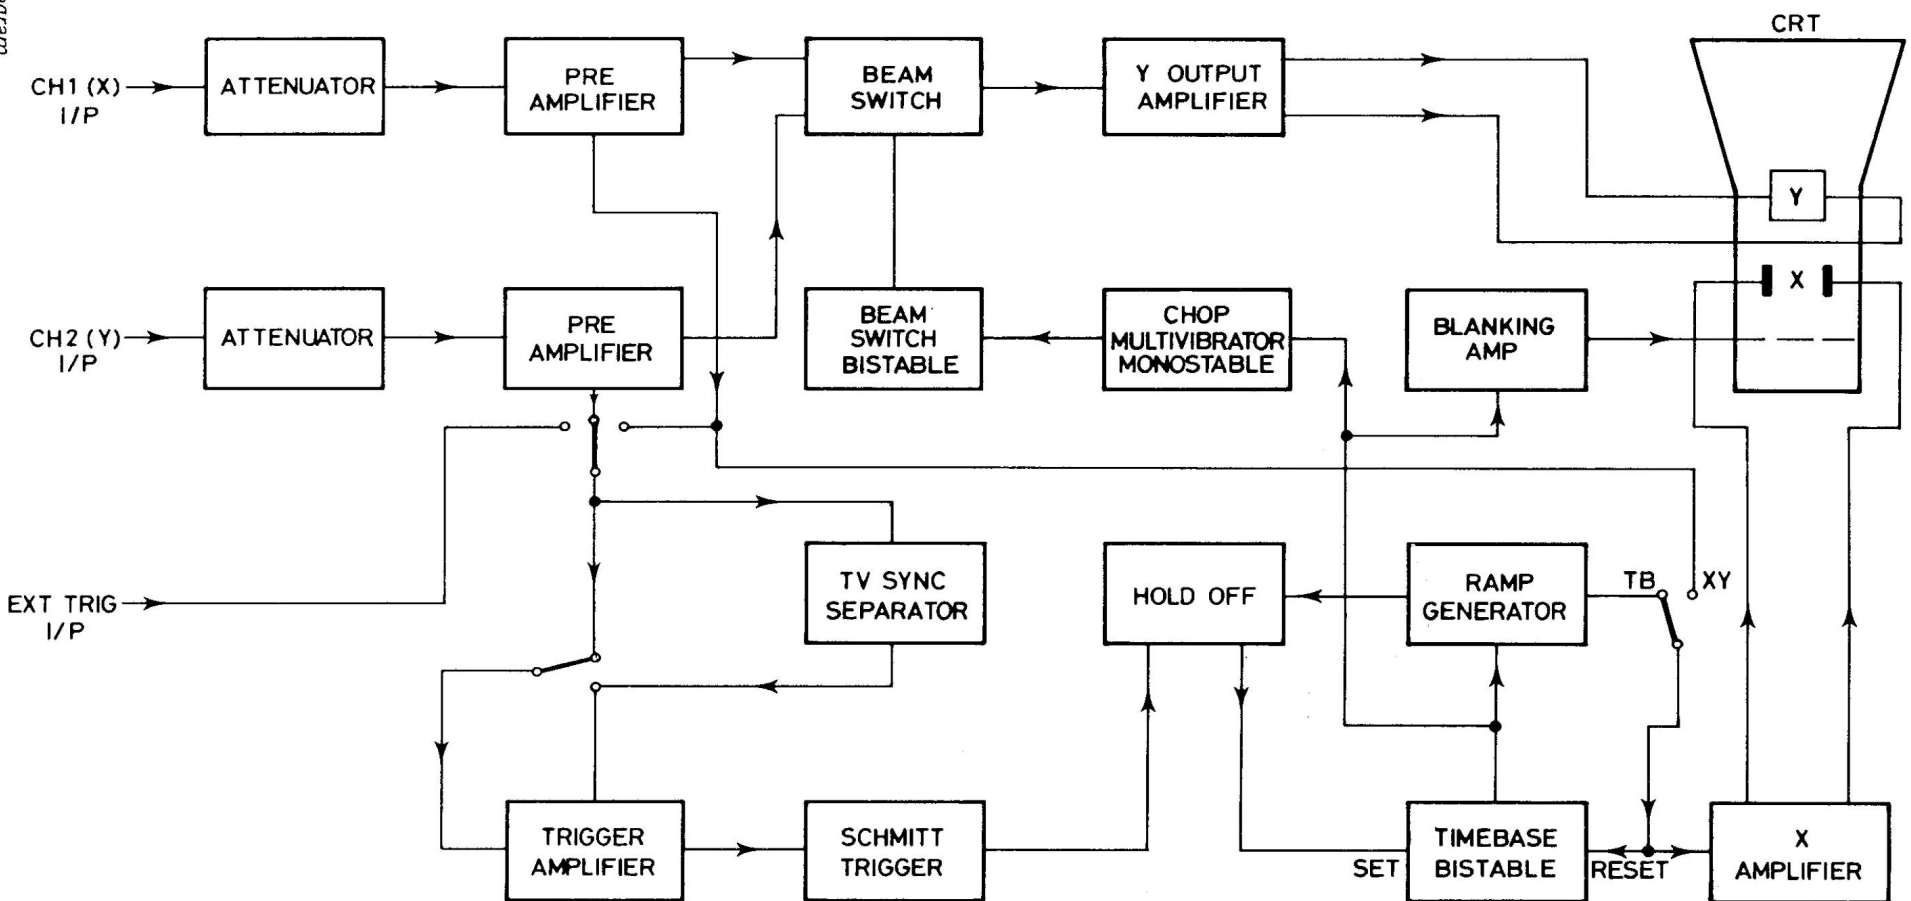 CRT
CH1 (X)
I/P
ATTENUATOR
PRE
AMPLIFIER
BEAM
SWITCH
Y OUTPUT
AMPLIFIER
Y
X
CH2 (Y)
I/P
ATTENUATOR
PRE
AMPLIFIER
BEAM
SWITCH
BISTABLE
CHOP
MULTIVIBRATOR
MONOSTABLE
BLANKING
AMP
EXT TRIG
I/P
TV SYNC
SEPARATOR
HOLD OFF
RAMP
GENERATOR
TB
XY
TRIGGER
AMPLIFIER
SCHMITT
TRIGGER
SET
TIMEBASE
BISTABLE
RESET
X
AMPLIFIER